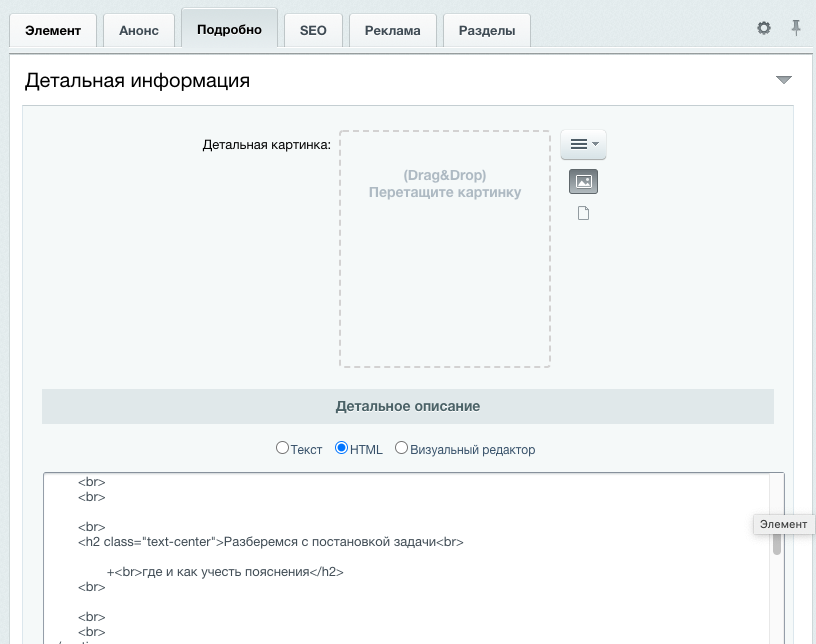 Элемент Анонс Подробно SEO Реклама Разделы
Детальная информация
Детальная картинка:
(Drag&Drop)
Перетащите картинку
Детальное описание
Текст HTML Визуальный редактор
<br>
<br>
<br>
Элемент
<h2 class="text-center">Разберемся с постановкой задачи<br>
+<br>где и как учесть пояснения</h2>
<br>
<br>
<br>